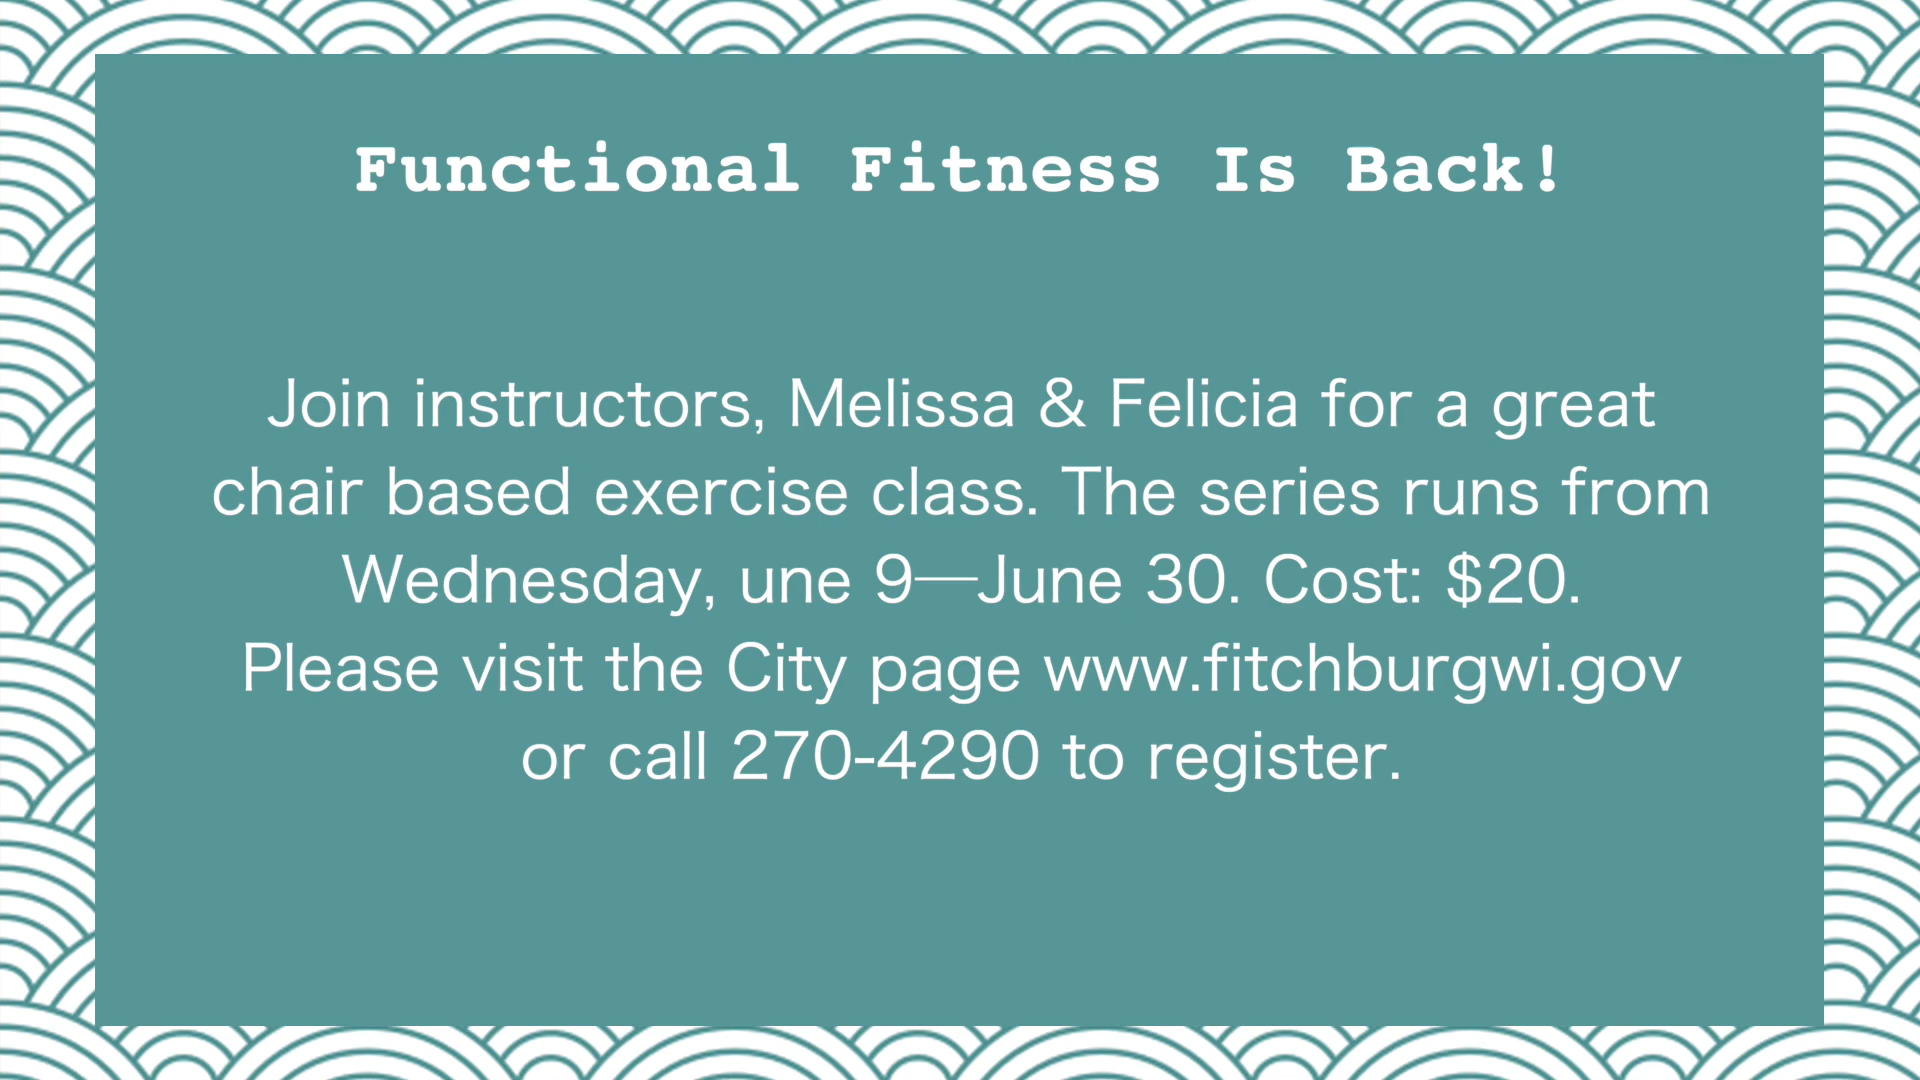 Functional Fitness Is Back!
Join instructors, Melissa & Felicia for a great
chair based exercise class. The series runs from
Wednesday, une 9—June 30. Cost: $20.
Please visit the City page www.fitchburgwi.gov
or call 270-4290 to register.